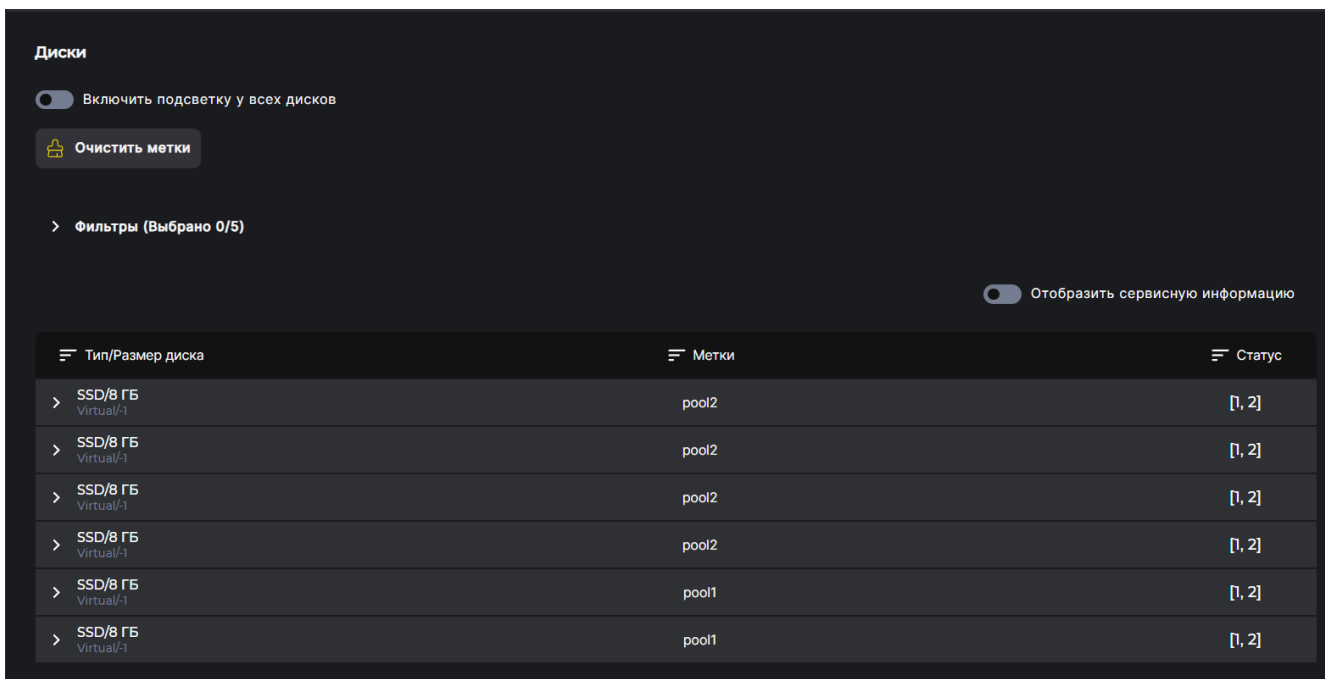 Диски
Включить подсветку у всех дисков
Очистить метки
Фильтры (Выбрано 0/5)
Отобразить сервисную информацию
Тип/Размер диска Метки Статус
SSD/8 ГБ
Virtual/-1
pool2 [1, 2]
SSD/8 ГБ
Virtual/-1
pool2 [1, 2]
SSD/8 ГБ
Virtual/-1
pool2 [1, 2]
SSD/8 ГБ
Virtual/-1
pool2 [1, 2]
SSD/8 ГБ
Virtual/-1
pool1 [1, 2]
SSD/8 ГБ
Virtual/-1
pool1 [1, 2]